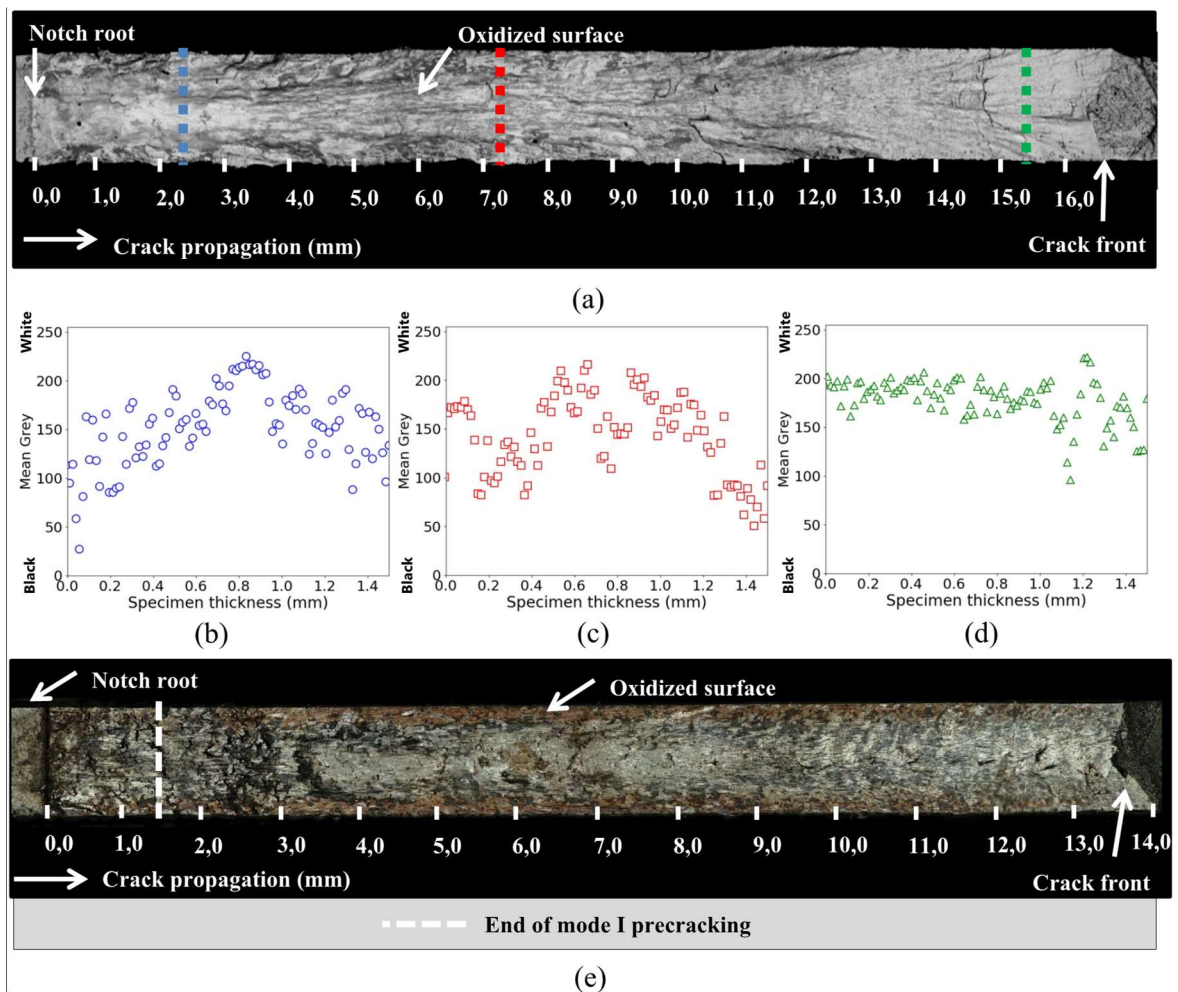 Notch root
Oxidized surface
0,0 1,0 2,0 3,0 4,0 5,0 6,0 7,0 8,0 9,0 10,0 11,0 12,0 13,0 14,0 15,0 16,0
Crack propagation (mm)
Crack front
(a)
White
Mean Grey
Black
250
200
150
100
50
0
0.0 0.2 0.4 0.6 0.8 1.0 1.2 1.4
Specimen thickness (mm)
(b)
White
Mean Grey
Black
250
200
150
100
50
0
0.0 0.2 0.4 0.6 0.8 1.0 1.2 1.4
Specimen thickness (mm)
(c)
White
Mean Grey
Black
250
200
150
100
50
0
0.0 0.2 0.4 0.6 0.8 1.0 1.2 1.4
Specimen thickness (mm)
(d)
Notch root
Oxidized surface
0,0 1,0 2,0 3,0 4,0 5,0 6,0 7,0 8,0 9,0 10,0 11,0 12,0 13,0 14,0
Crack propagation (mm)
Crack front
End of mode I precracking
(e)